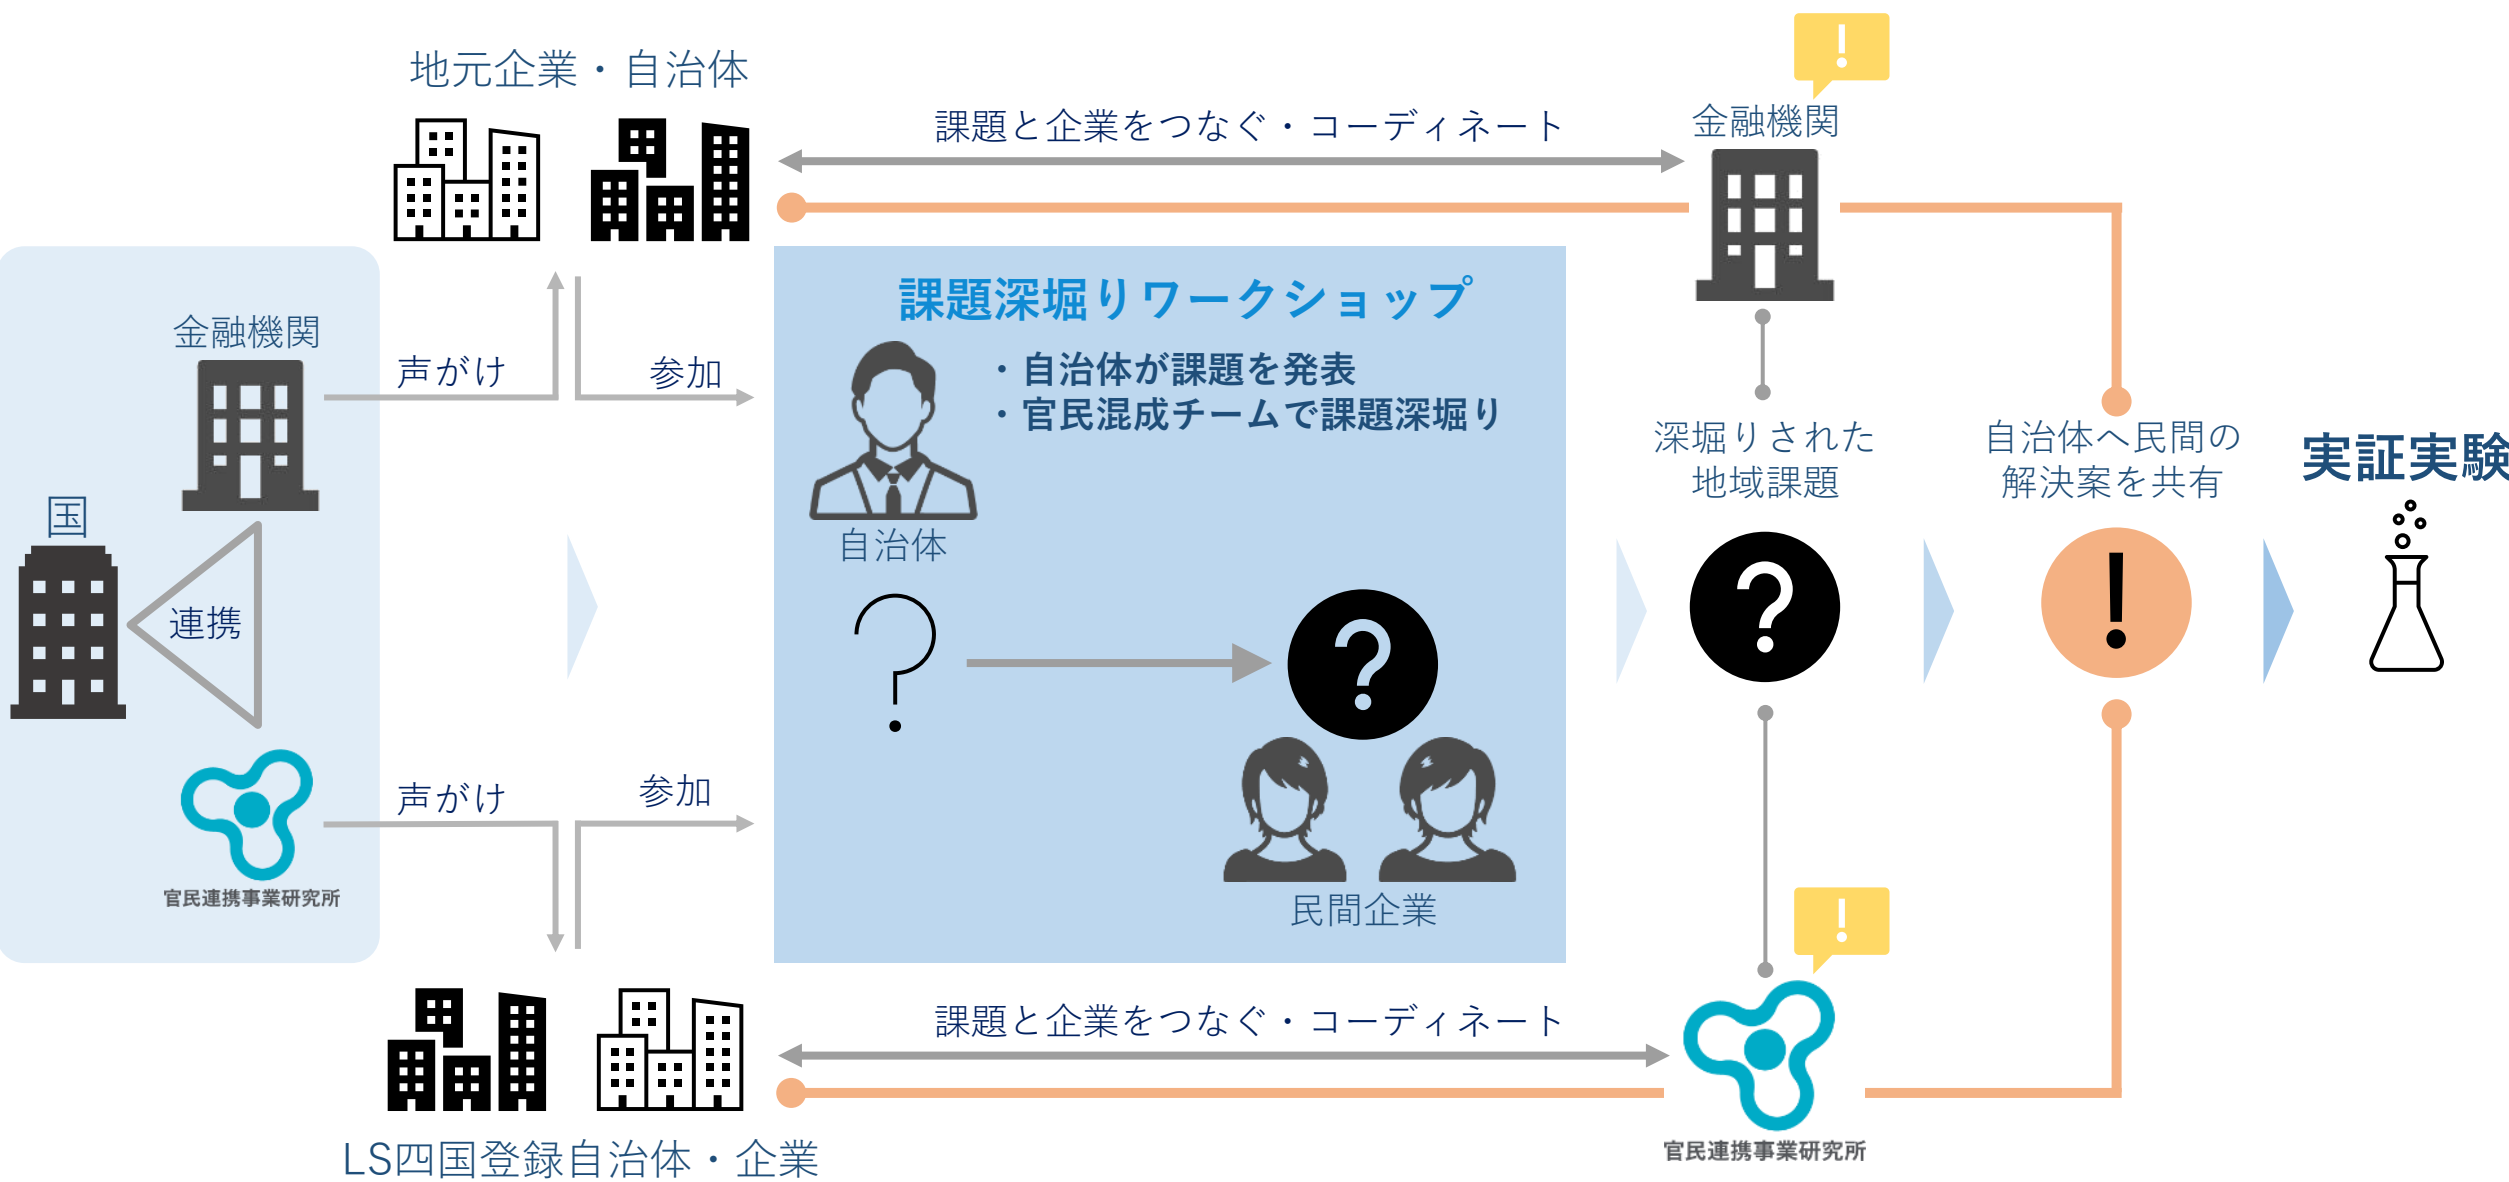 地元企業・自治体
課題と企業をつなぐ・コーディネート
金融機関
金融機関
声がけ
参加
国
連携
官民連携事業研究所
声がけ
参加
課題深堀りワークショップ
・自治体が課題を発表
・官民混成チームで課題深堀り
自治体
民間企業
深堀りされた
地域課題
自治体へ民間の
解決案を共有
実証実験
課題と企業をつなぐ・コーディネート
官民連携事業研究所
LS四国登録自治体・企業